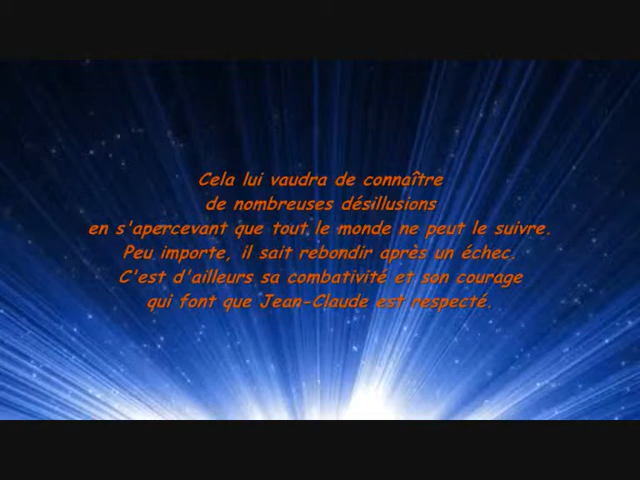 Cela lui vaudra de connaître
de nombreuses désillusions
en s'apercevant que tout le monde ne peut le suivre.
Peu importe, il sait rebondir après un échec.
C'est d'ailleurs sa combativité et son courage
qui font que Jean-Claude est respecté.